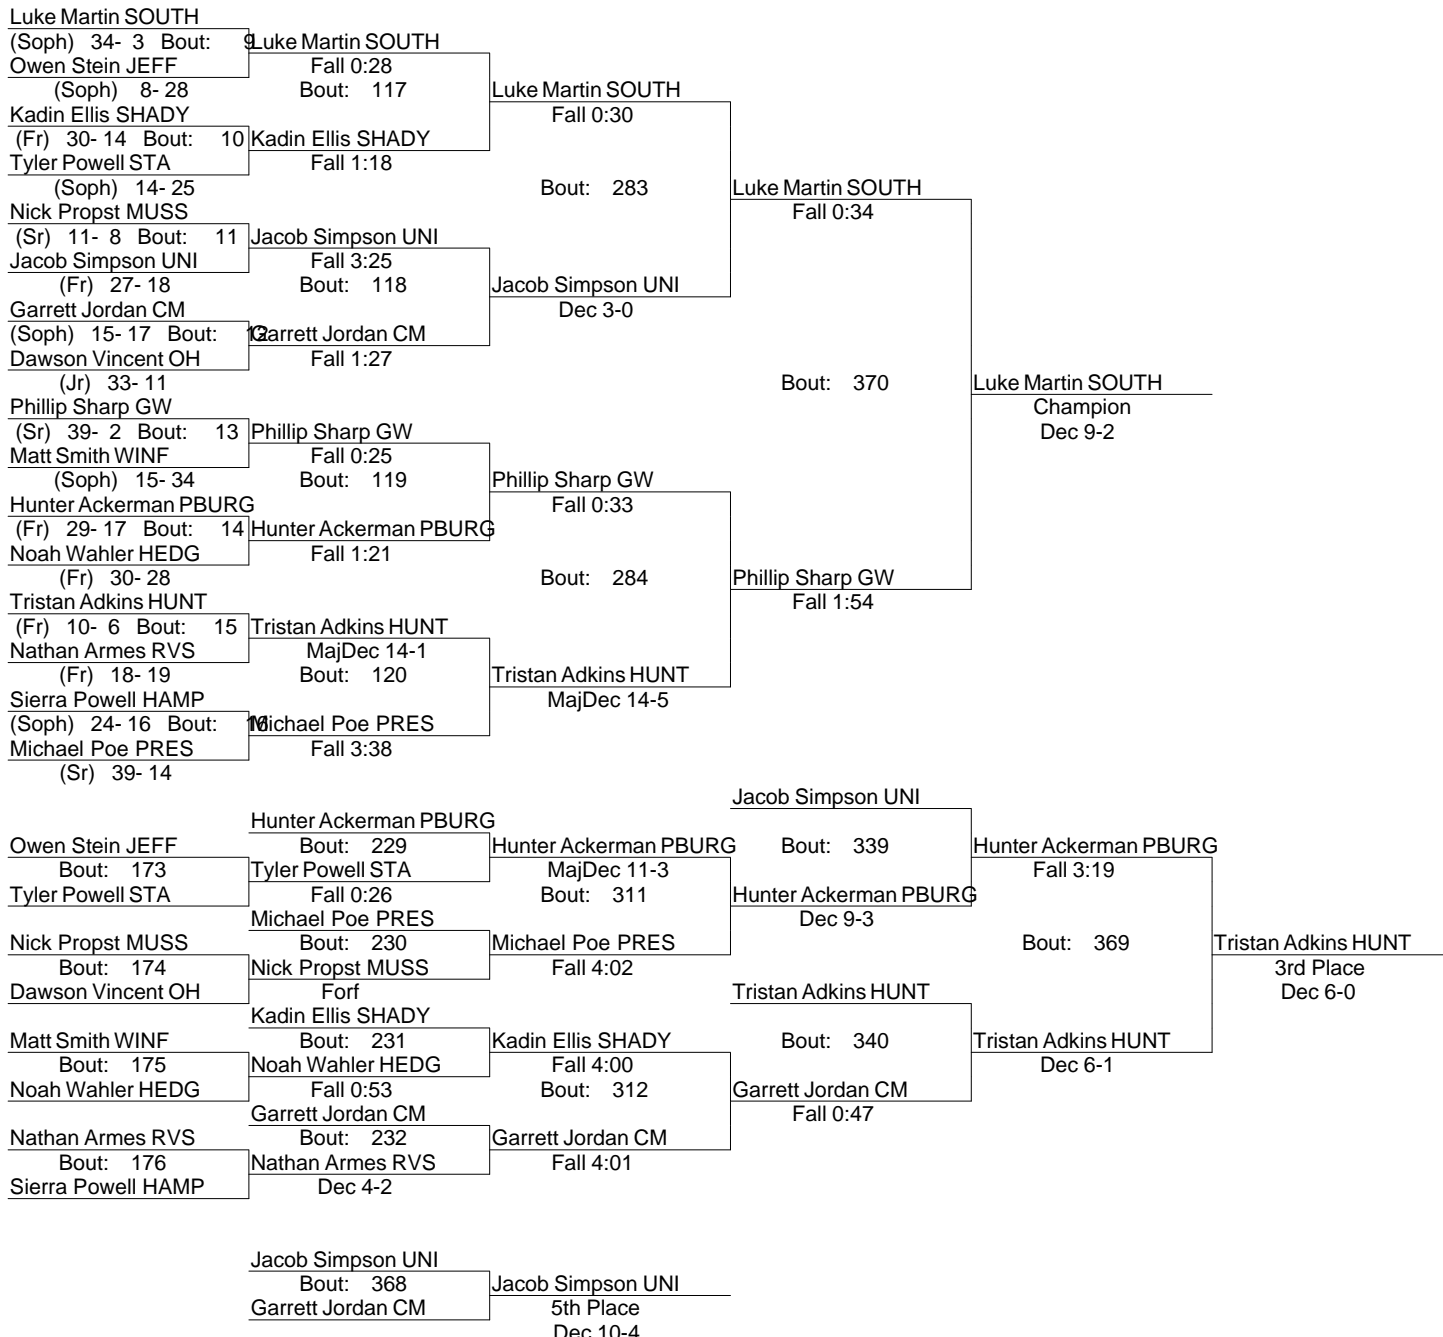 Luke Martin SOUTH
(Soph) 34- 3 Bout: 9 Luke Martin SOUTH
Owen Stein JEFF Fall 0:28
(Soph) 8- 28 Bout: 117 Luke Martin SOUTH
Kadin Ellis SHADY Fall 0:30
(Fr) 30- 14 Bout: 10 Kadin Ellis SHADY
Tyler Powell STA Fall 1:18
(Soph) 14- 25 Bout: 283 Luke Martin SOUTH
Nick Propst MUSS Fall 0:34
(Sr) 11- 8 Bout: 11 Jacob Simpson UNI
Jacob Simpson UNI Fall 3:25
(Fr) 27- 18 Bout: 118 Jacob Simpson UNI
Garrett Jordan CM Dec 3-0
(Soph) 15- 17 Bout: 12 Garrett Jordan CM
Dawson Vincent OH Fall 1:27
(Jr) 33- 11 Bout: 370 Luke Martin SOUTH
Phillip Sharp GW Champion
(Sr) 39- 2 Bout: 13 Phillip Sharp GW Dec 9-2
Matt Smith WINF Fall 0:25
(Soph) 15- 34 Bout: 119 Phillip Sharp GW
Hunter Ackerman PBURG Fall 0:33
(Fr) 29- 17 Bout: 14 Hunter Ackerman PBURG
Noah Wahler HEDG Fall 1:21
(Fr) 30- 28 Bout: 284 Phillip Sharp GW
Tristan Adkins HUNT Fall 1:54
(Fr) 10- 6 Bout: 15 Tristan Adkins HUNT
Nathan Armes RVS MajDec 14-1
(Fr) 18- 19 Bout: 120 Tristan Adkins HUNT
Sierra Powell HAMP MajDec 14-5
(Soph) 24- 16 Bout: 16 Michael Poe PRES
Michael Poe PRES Fall 3:38
(Sr) 39- 14
Jacob Simpson UNI
Hunter Ackerman PBURG
Owen Stein JEFF Bout: 229 Hunter Ackerman PBURG Bout: 339 Hunter Ackerman PBURG
Bout: 173 Tyler Powell STA MajDec 11-3 Fall 3:19
Tyler Powell STA Fall 0:26 Bout: 311 Hunter Ackerman PBURG
Michael Poe PRES Dec 9-3
Nick Propst MUSS Bout: 230 Michael Poe PRES Bout: 369 Tristan Adkins HUNT
Bout: 174 Nick Propst MUSS Fall 4:02 3rd Place
Dawson Vincent OH Forf Tristan Adkins HUNT Dec 6-0
Kadin Ellis SHADY
Matt Smith WINF Bout: 231 Kadin Ellis SHADY Bout: 340 Tristan Adkins HUNT
Bout: 175 Noah Wahler HEDG Fall 4:00 Dec 6-1
Noah Wahler HEDG Fall 0:53 Bout: 312 Garrett Jordan CM
Garrett Jordan CM Fall 0:47
Nathan Armes RVS Bout: 232 Garrett Jordan CM
Bout: 176 Nathan Armes RVS Fall 4:01
Sierra Powell HAMP Dec 4-2
Jacob Simpson UNI
Bout: 368 Jacob Simpson UNI
Garrett Jordan CM 5th Place
Dec 10-4